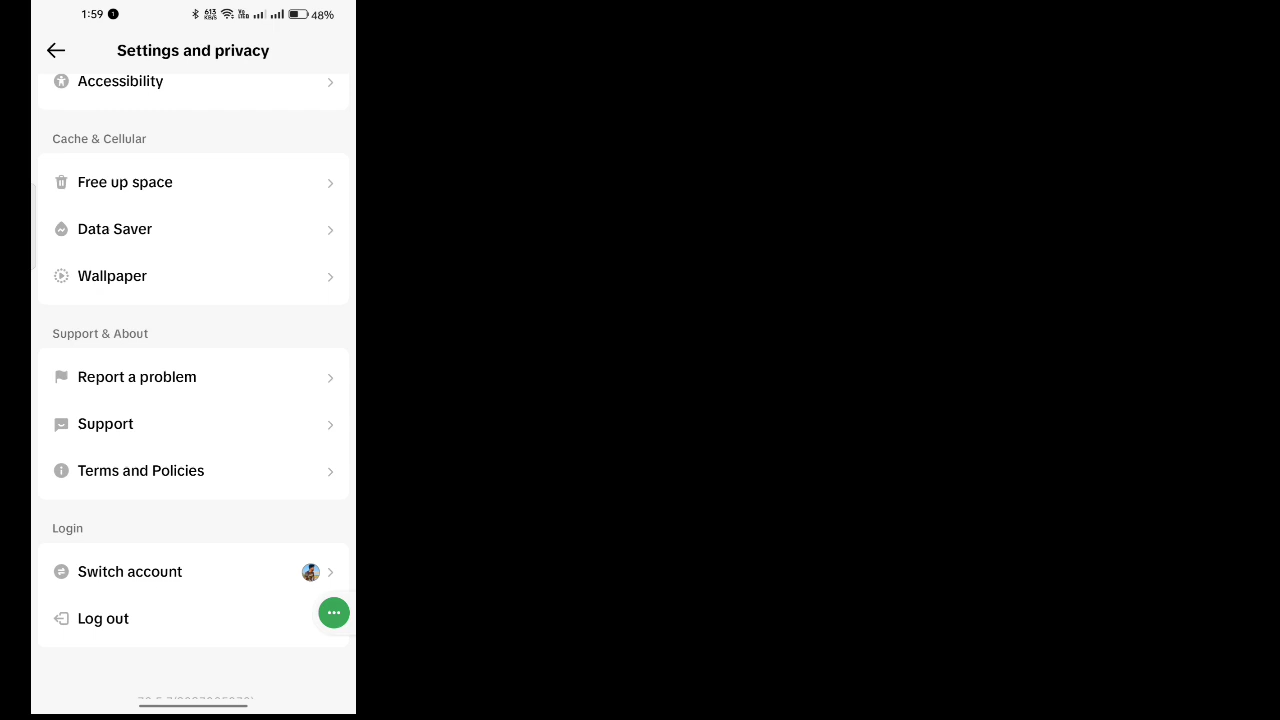 1:59 48%
Settings and privacy
Accessibility
Cache & Cellular
Free up space
Data Saver
Wallpaper
Support & About
Report a problem
Support
Terms and Policies
Login
Switch account
Log out